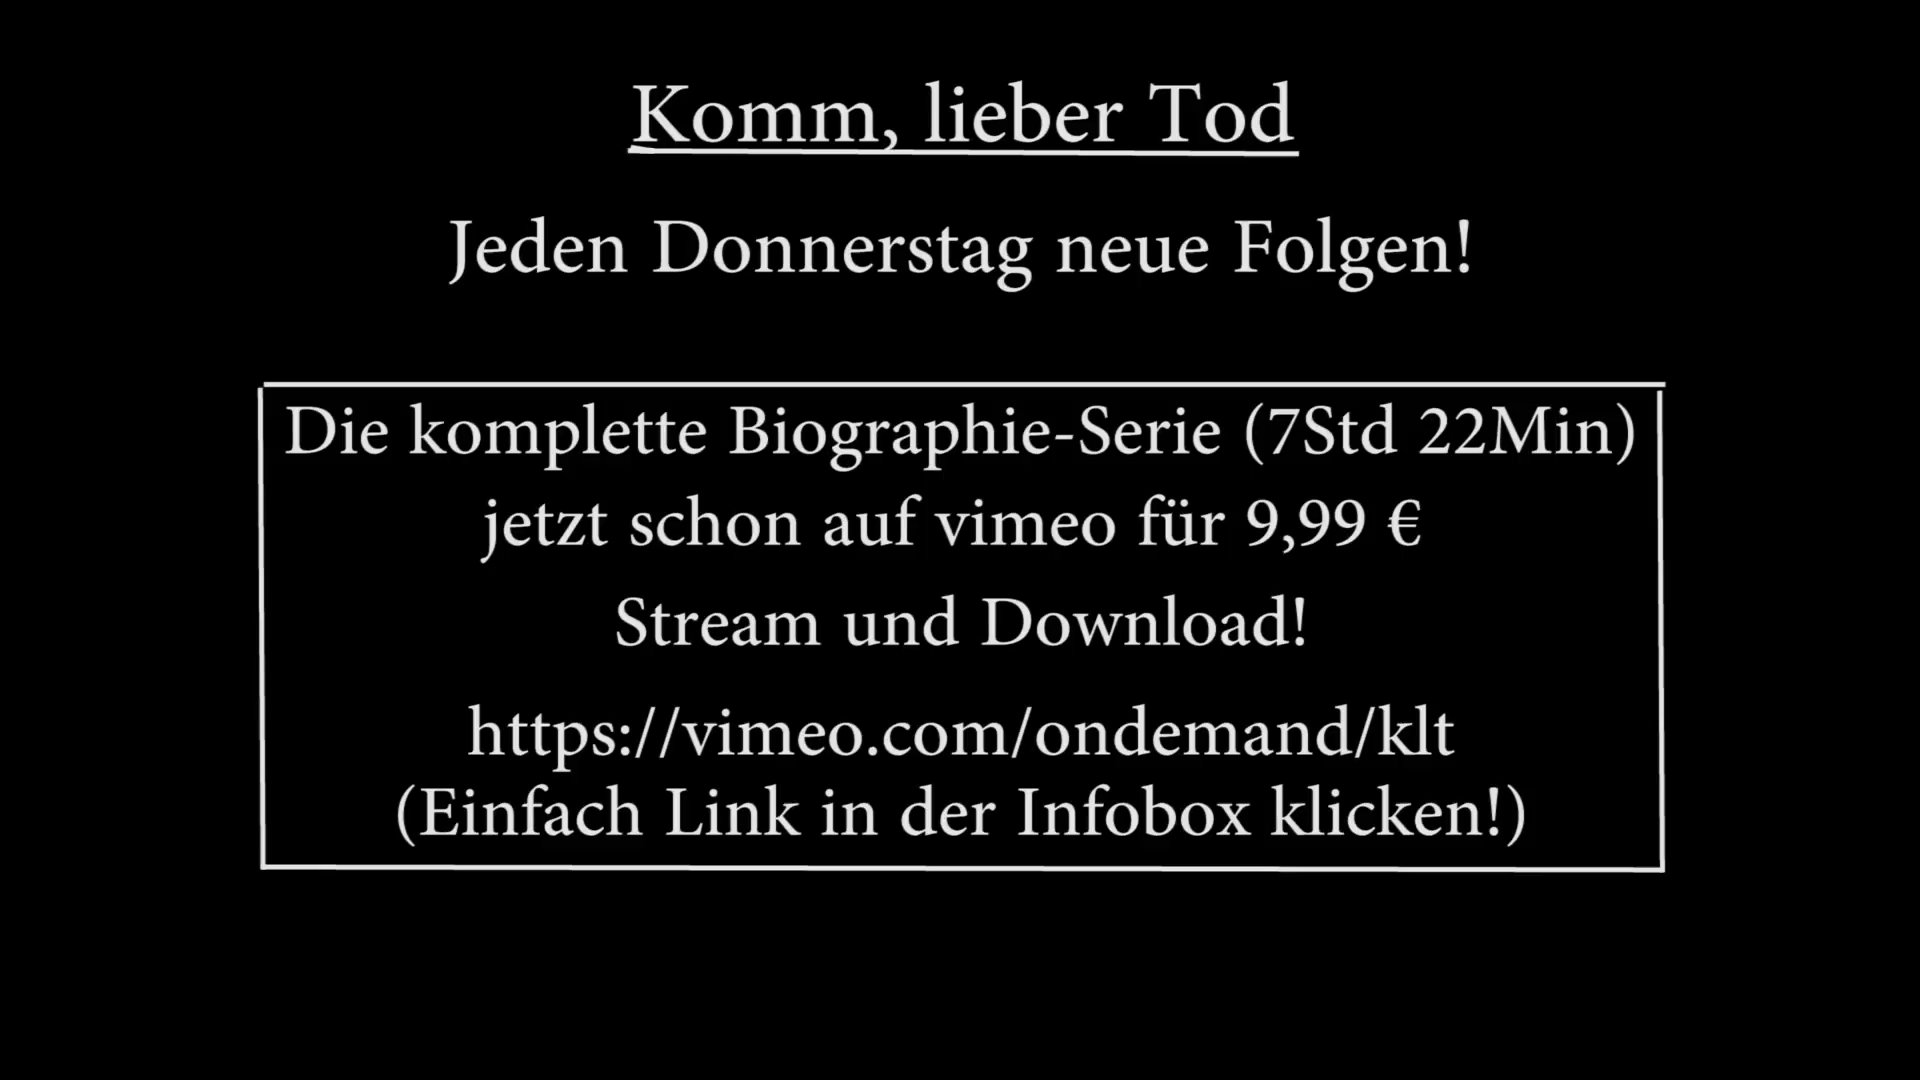 Komm, lieber Tod
Jeden Donnerstag neue Folgen!
Die komplette Biographie-Serie (7Std 22Min)
jetzt schon auf vimeo für 9,99 €
Stream und Download!
https://vimeo.com/ondemand/klt
(Einfach Link in der Infobox klicken!)